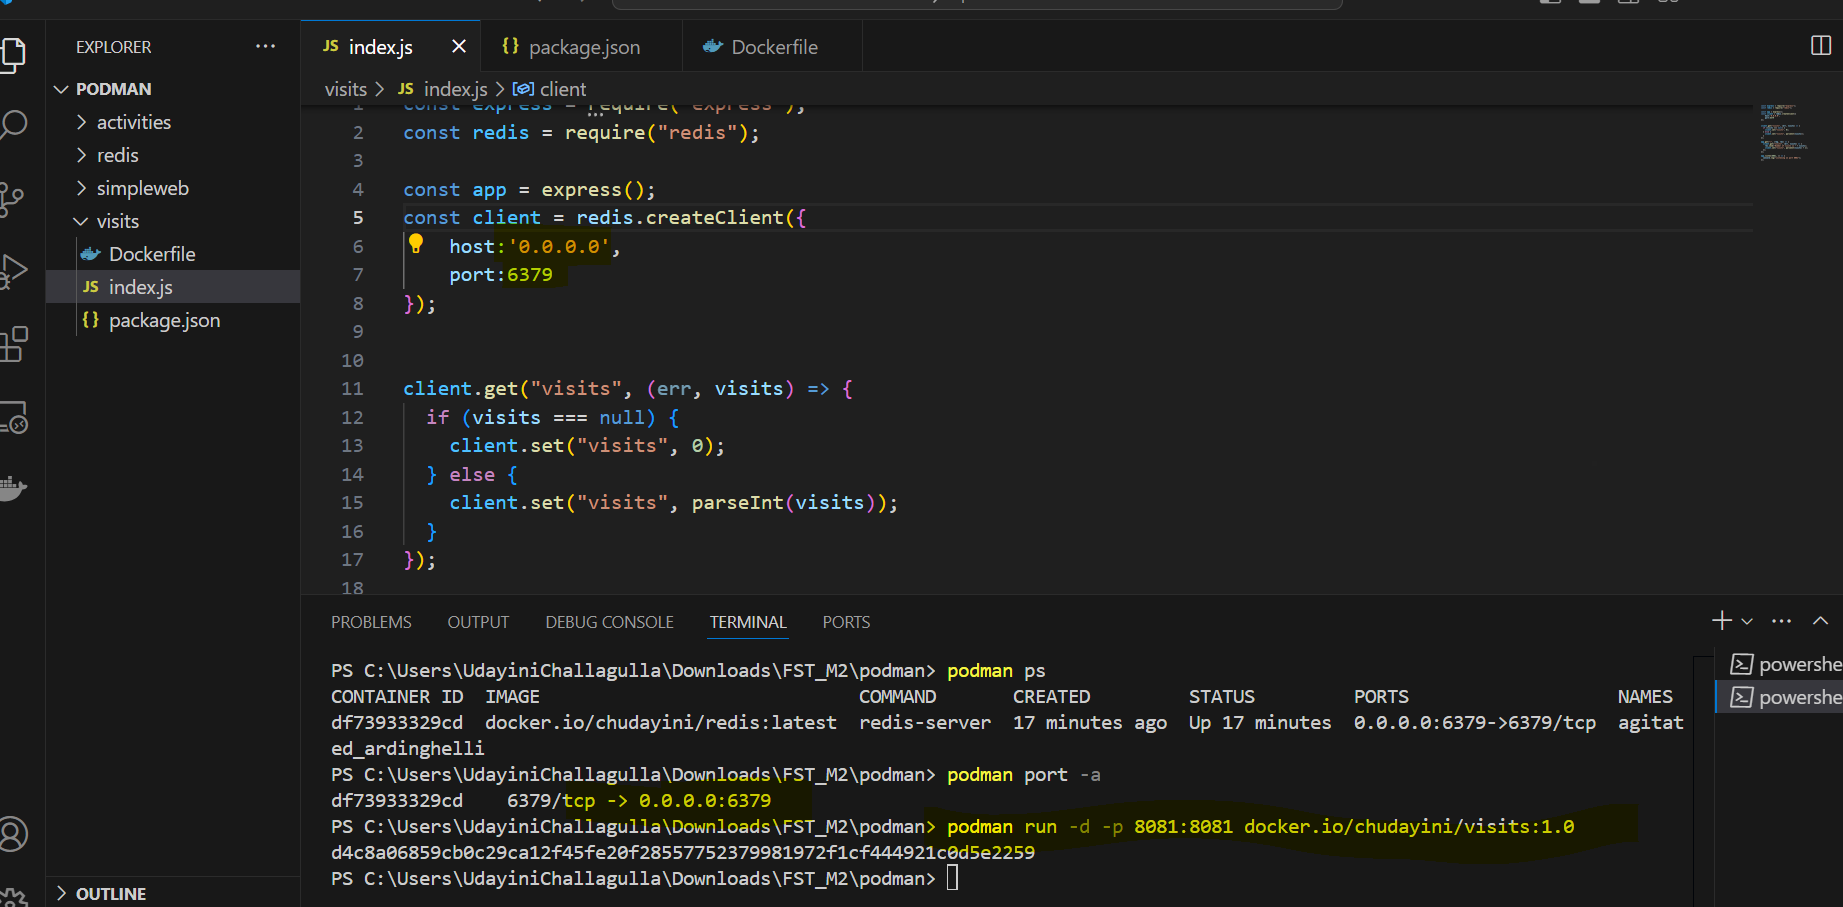 EXPLORER
PODMAN
activities
redis
simpleweb
visits
Dockerfile
JS index.js
{} package.json
OUTLINE
JS index.js
{} package.json
Dockerfile
visits > JS index.js > client
1 const express = require("express");
2 const redis = require("redis");
3
4 const app = express();
5 const client = redis.createClient({
6 host:'0.0.0.0',
7 port:6379
8 });
9
10
11 client.get("visits", (err, visits) => {
12 if (visits === null) {
13 client.set("visits", 0);
14 } else {
15 client.set("visits", parseInt(visits));
16 }
17 });
18
PROBLEMS OUTPUT DEBUG CONSOLE TERMINAL PORTS
PS C:\Users\UdayiniChallagulla\Downloads\FST_M2\podman> podman ps
CONTAINER ID IMAGE COMMAND CREATED STATUS PORTS NAMES
df73933329cd docker.io/chudayini/redis:latest redis-server 17 minutes ago Up 17 minutes 0.0.0.0:6379->6379/tcp agitat
ed_ardinghelli
PS C:\Users\UdayiniChallagulla\Downloads\FST_M2\podman> podman port -a
df73933329cd 6379/tcp -> 0.0.0.0:6379
PS C:\Users\UdayiniChallagulla\Downloads\FST_M2\podman> podman run -d -p 8081:8081 docker.io/chudayini/visits:1.0
d4c8a06859cb0c29ca12f45fe20f28557752379981972f1cf444921c0d5e2259
PS C:\Users\UdayiniChallagulla\Downloads\FST_M2\podman>
powershe
powershe